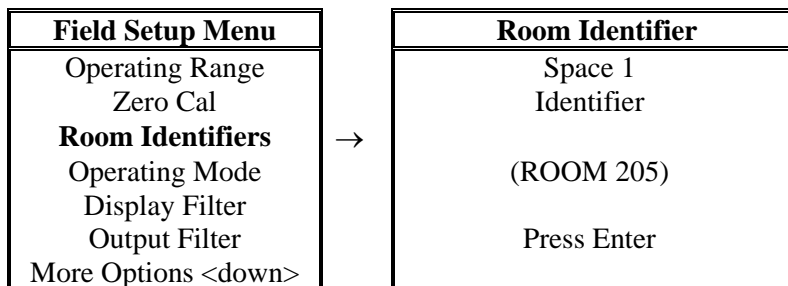 Field Setup Menu
Operating Range
Zero Cal
Room Identifiers
Operating Mode
Display Filter
Output Filter
More Options <down>
→
Room Identifier
Space 1
Identifier
(ROOM 205)
Press Enter